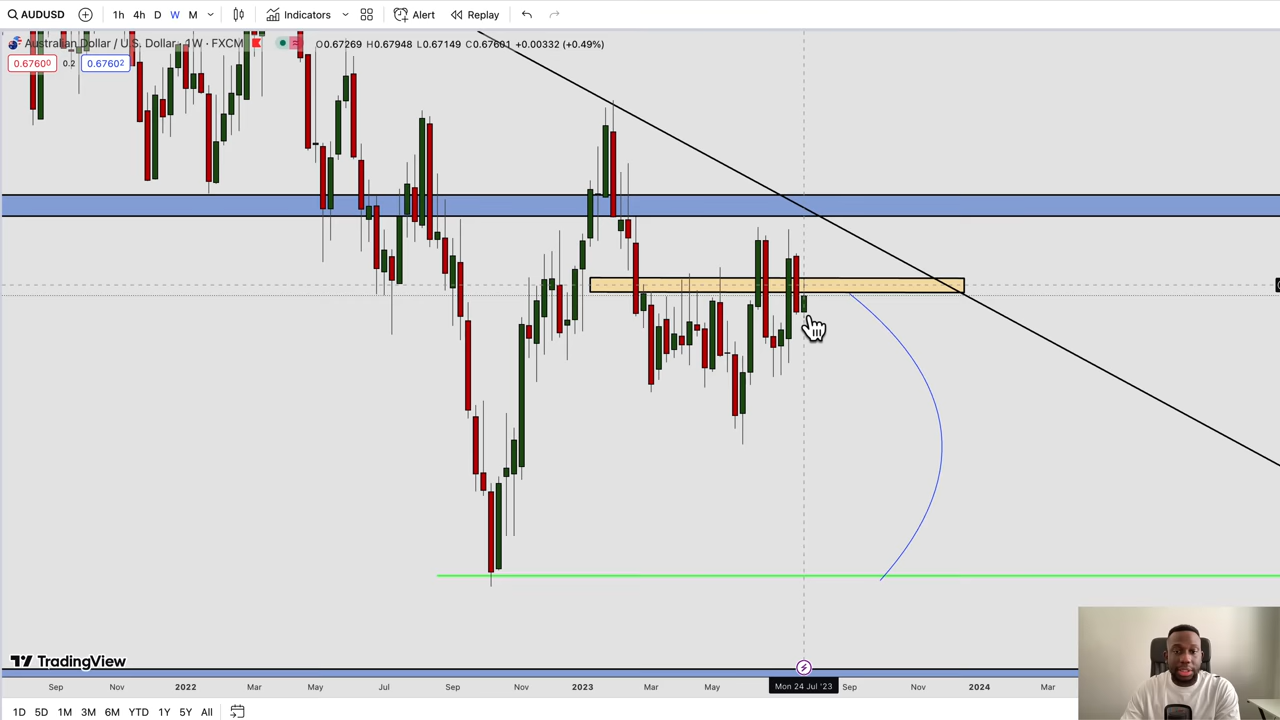 AUDUSD 1h 4h D W M Indicators Alert Replay
Australian Dollar / U.S. Dollar · 1W · FXCM O0.67269 H0.67948 L0.67149 C0.67601 +0.00332 (+0.49%)
0.67600 0.2 0.67602
TradingView
Sep Nov 2022 Mar May Jul Sep Nov 2023 Mar May Mon 24 Jul '23 Sep Nov 2024 Mar
1D 5D 1M 3M 6M YTD 1Y 5Y All